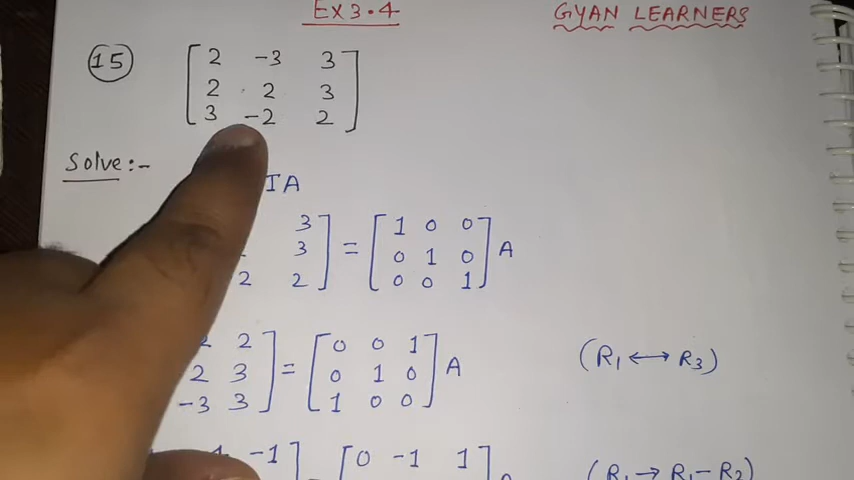 EX 3.4 GYAN LEARNERS
15 [ 2 -3 3
2 2 3
3 -2 2 ]
Solve:- IA
3 ] = [ 1 0 0
3 0 1 0 A
2 2 0 0 1 ]
2 2 ] = [ 0 0 1
2 3 0 1 0 A (R1 ↔ R3)
-3 3 1 0 0 ]
-1 ] [ 0 -1 1 ] (R1 → R1 - R2)